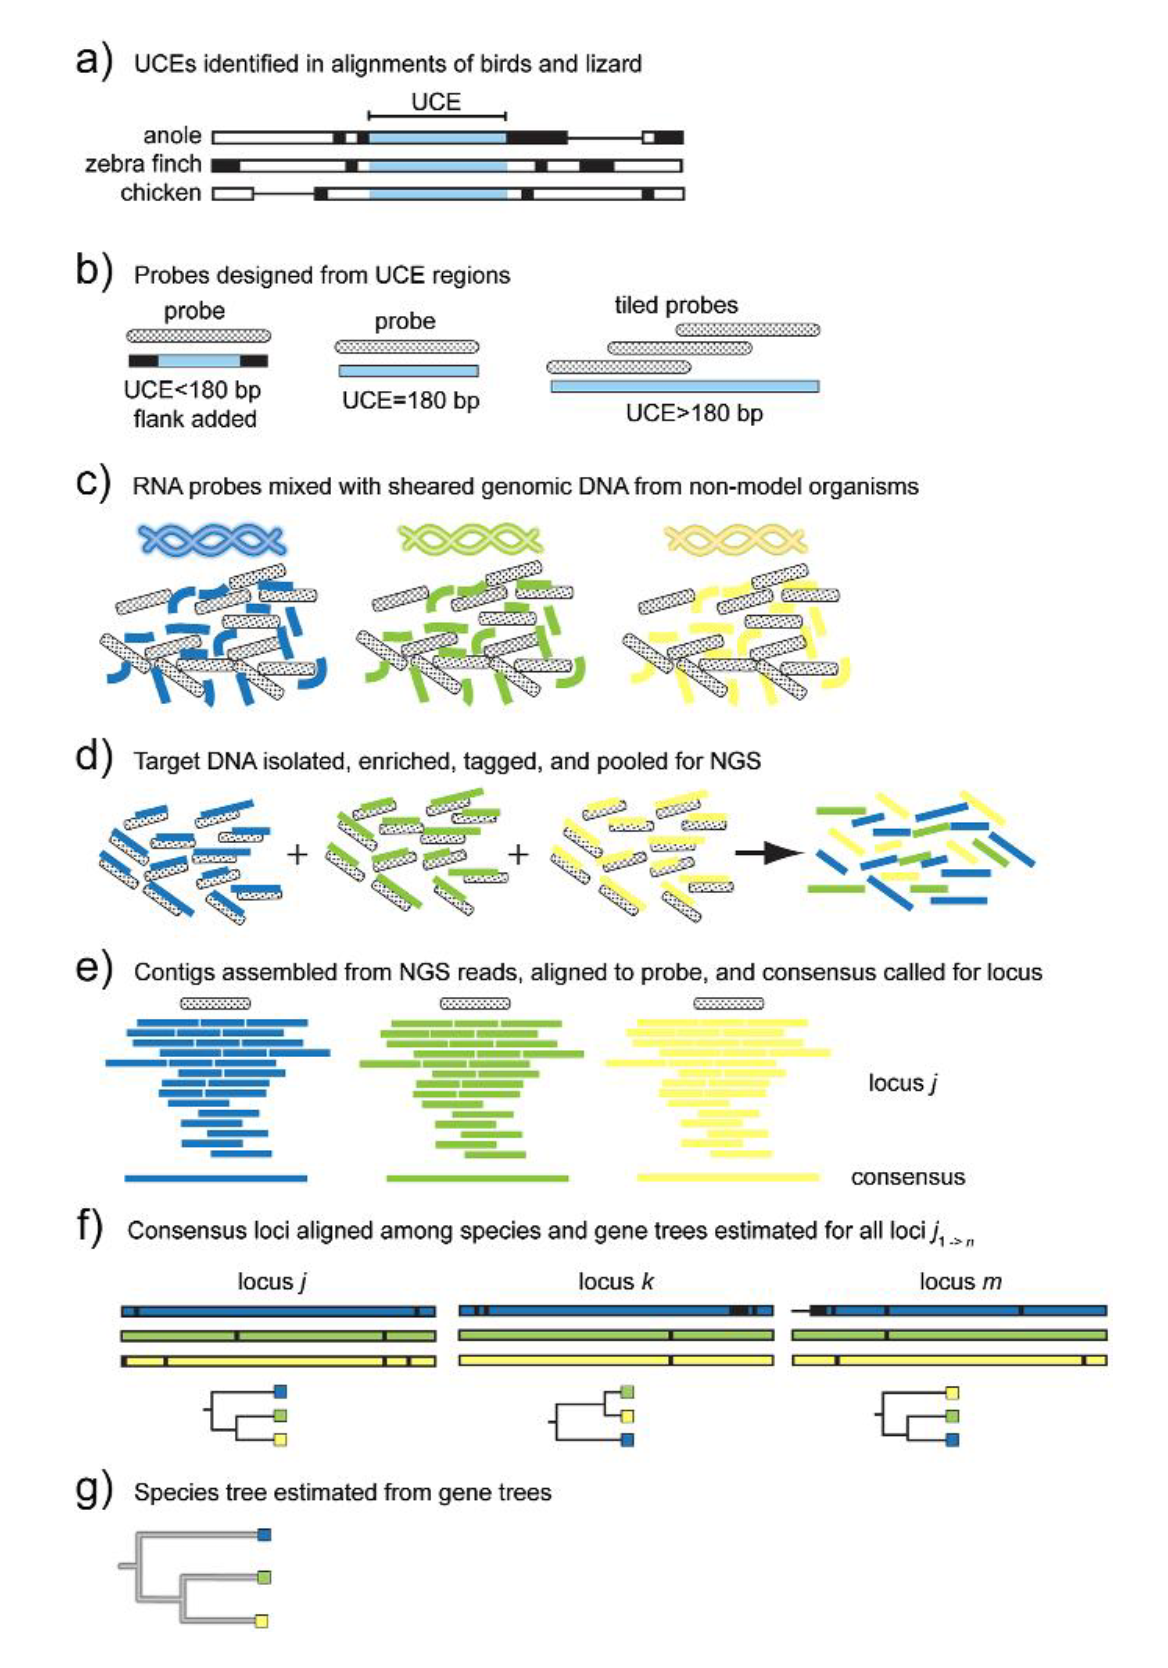 a) UCEs identified in alignments of birds and lizard
UCE
anole
zebra finch
chicken
b) Probes designed from UCE regions
probe
UCE<180 bp
flank added
probe
UCE=180 bp
tiled probes
UCE>180 bp
c) RNA probes mixed with sheared genomic DNA from non-model organisms
d) Target DNA isolated, enriched, tagged, and pooled for NGS
+ +
e) Contigs assembled from NGS reads, aligned to probe, and consensus called for locus
locus j
consensus
f) Consensus loci aligned among species and gene trees estimated for all loci j1->n
locus j locus k locus m
g) Species tree estimated from gene trees